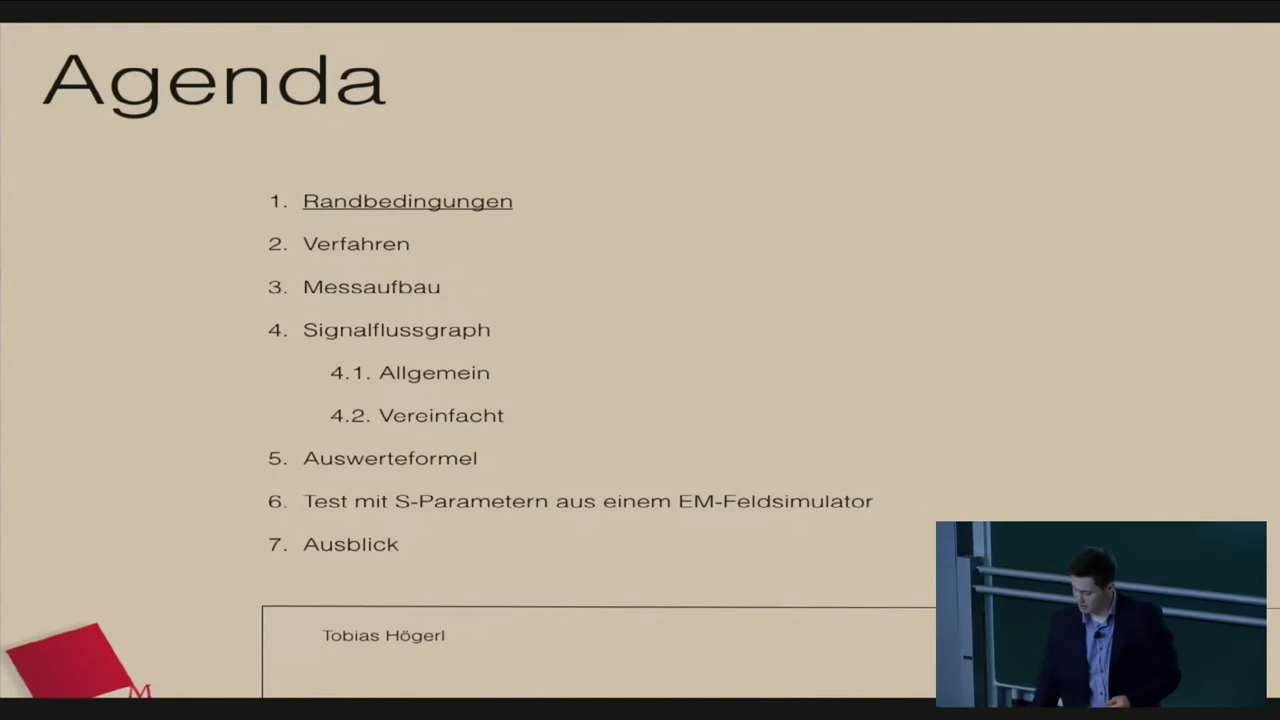 Agenda
1. Randbedingungen
2. Verfahren
3. Messaufbau
4. Signalflussgraph
4.1. Allgemein
4.2. Vereinfacht
5. Auswerteformel
6. Test mit S-Parametern aus einem EM-Feldsimulator
7. Ausblick
Tobias Högerl
M